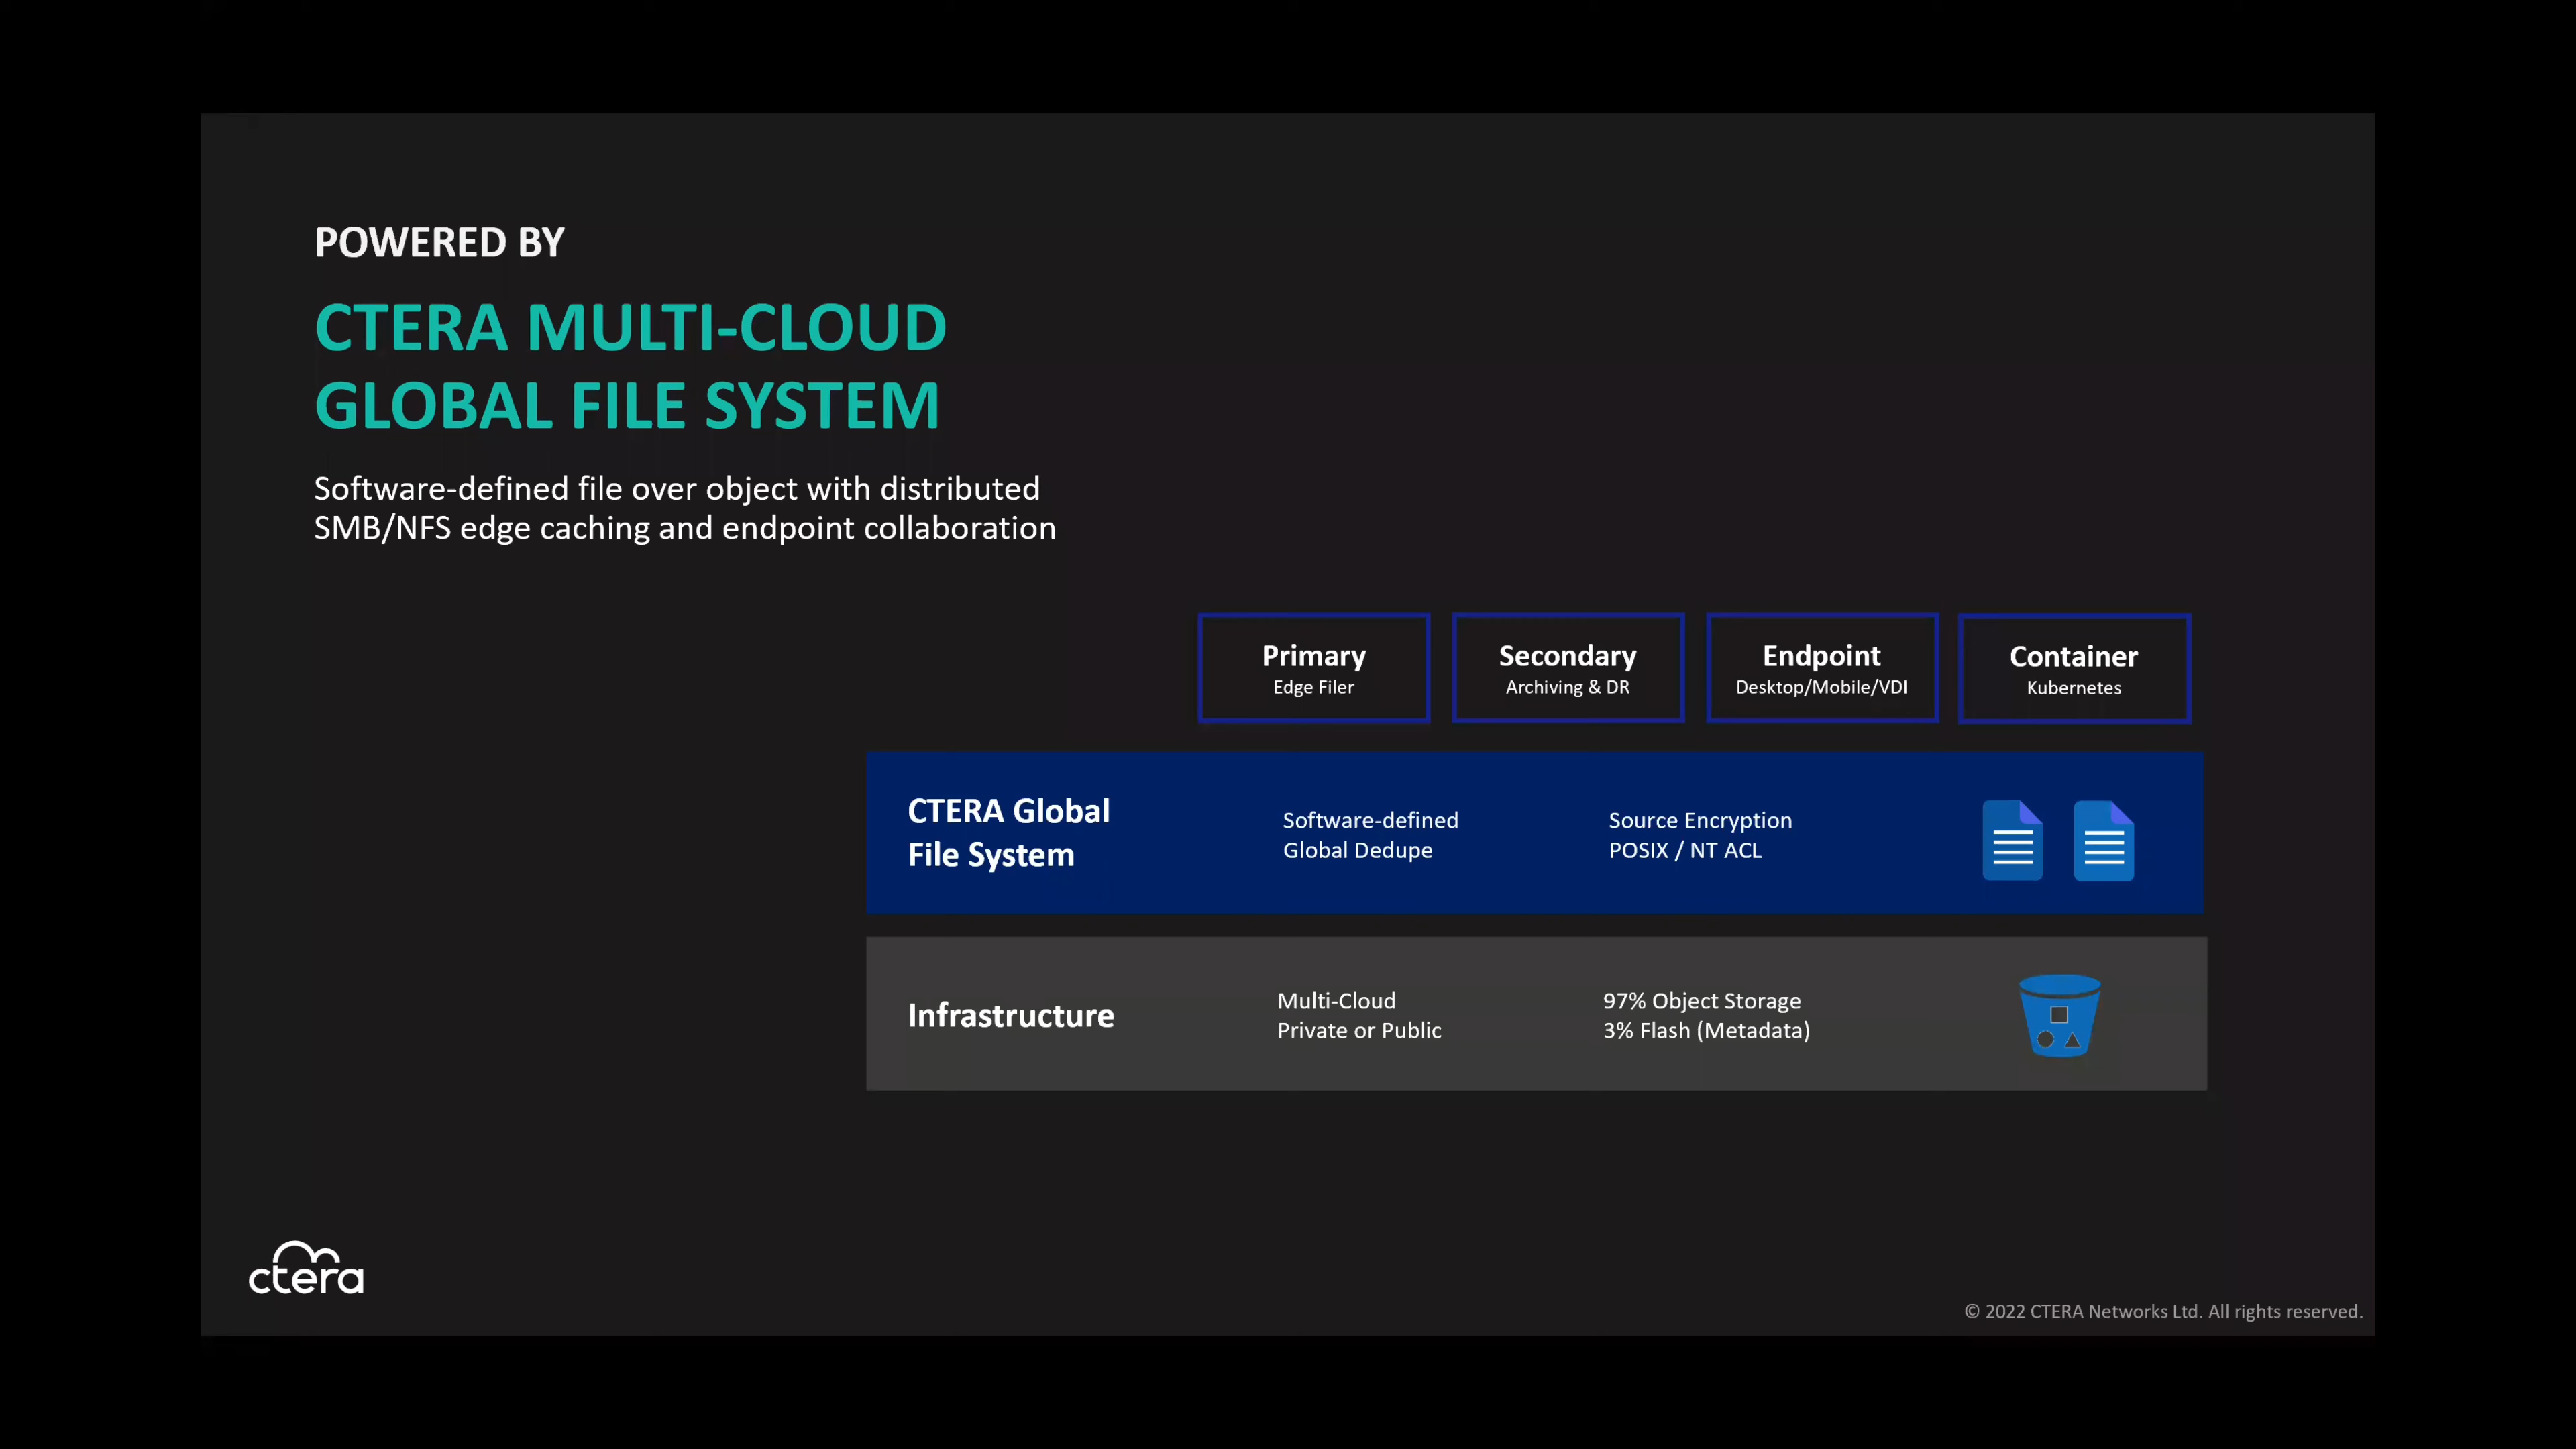 POWERED BY
CTERA MULTI-CLOUD
GLOBAL FILE SYSTEM
Software-defined file over object with distributed
SMB/NFS edge caching and endpoint collaboration
Primary
Edge Filer
Secondary
Archiving & DR
Endpoint
Desktop/Mobile/VDI
Container
Kubernetes
CTERA Global
File System
Software-defined
Global Dedupe
Source Encryption
POSIX / NT ACL
Infrastructure
Multi-Cloud
Private or Public
97% Object Storage
3% Flash (Metadata)
ctera
© 2022 CTERA Networks Ltd. All rights reserved.